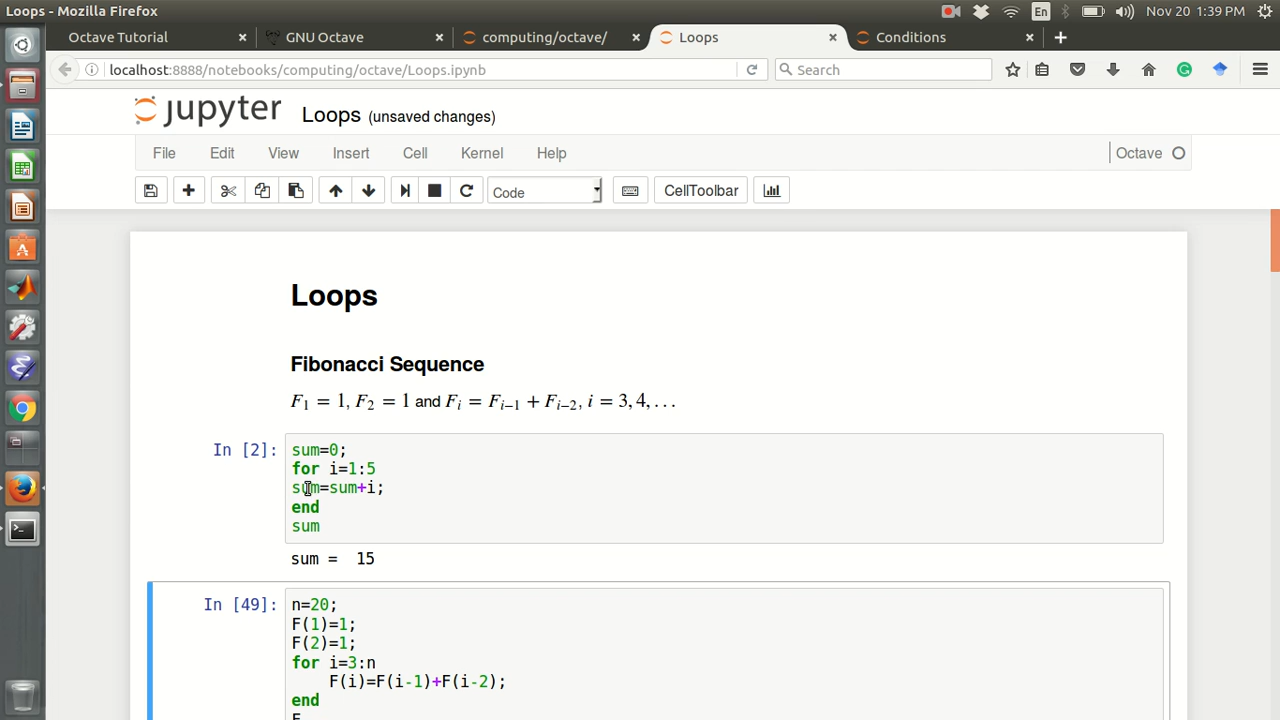 Loops - Mozilla Firefox
En
Nov 20 1:39 PM
Octave Tutorial
GNU Octave
computing/octave/
Loops
Conditions
localhost:8888/notebooks/computing/octave/Loops.ipynb
Search
jupyter
Loops (unsaved changes)
File Edit View Insert Cell Kernel Help
Octave
Code
CellToolbar
Loops
Fibonacci Sequence
F₁ = 1, F₂ = 1 and Fᵢ = Fᵢ₋₁ + Fᵢ₋₂, i = 3, 4, . . .
In [2]:
sum=0;
for i=1:5
sum=sum+i;
end
sum
sum =  15
In [49]:
n=20;
F(1)=1;
F(2)=1;
for i=3:n
    F(i)=F(i-1)+F(i-2);
end
F